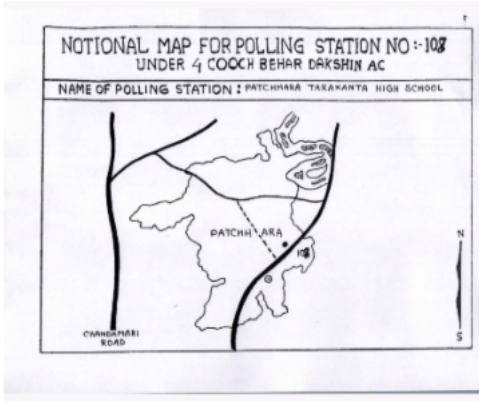 NOTIONAL MAP FOR POLLING STATION NO:-108
UNDER 4 COOCH BEHAR DAKSHIN AC
NAME OF POLLING STATION: PATCHHARA TARAKANTA HIGH SCHOOL
N
PATCHHARA
108
S
CHANDAMARI
ROAD